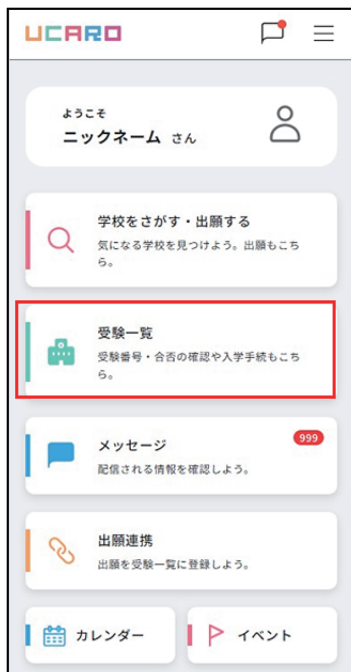 UCARO
ようこそ
ニックネーム さん
学校をさがす・出願する
気になる学校を見つけよう。出願もこち
ら。
受験一覧
受験番号・合否の確認や入学手続もこち
ら。
メッセージ
999
配信される情報を確認しよう。
出願連携
出願を受験一覧に登録しよう。
カレンダー
イベント